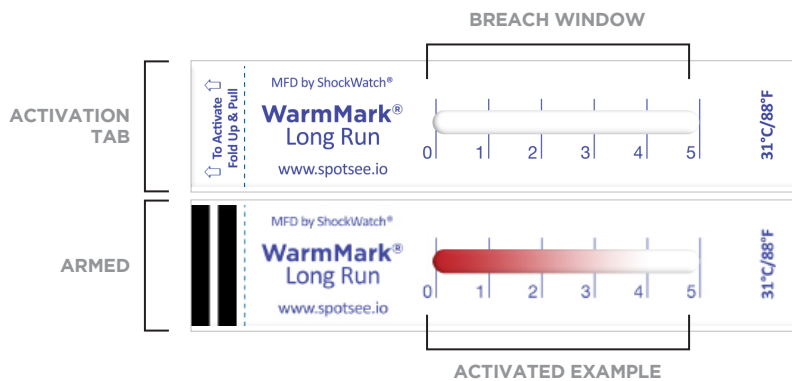 BREACH WINDOW
ACTIVATION
TAB
To Activate
Fold Up & Pull
MFD by ShockWatch®
WarmMark®
Long Run
www.spotsee.io
0 1 2 3 4 5
31°C/88°F
ARMED
MFD by ShockWatch®
WarmMark®
Long Run
www.spotsee.io
0 1 2 3 4 5
31°C/88°F
ACTIVATED EXAMPLE